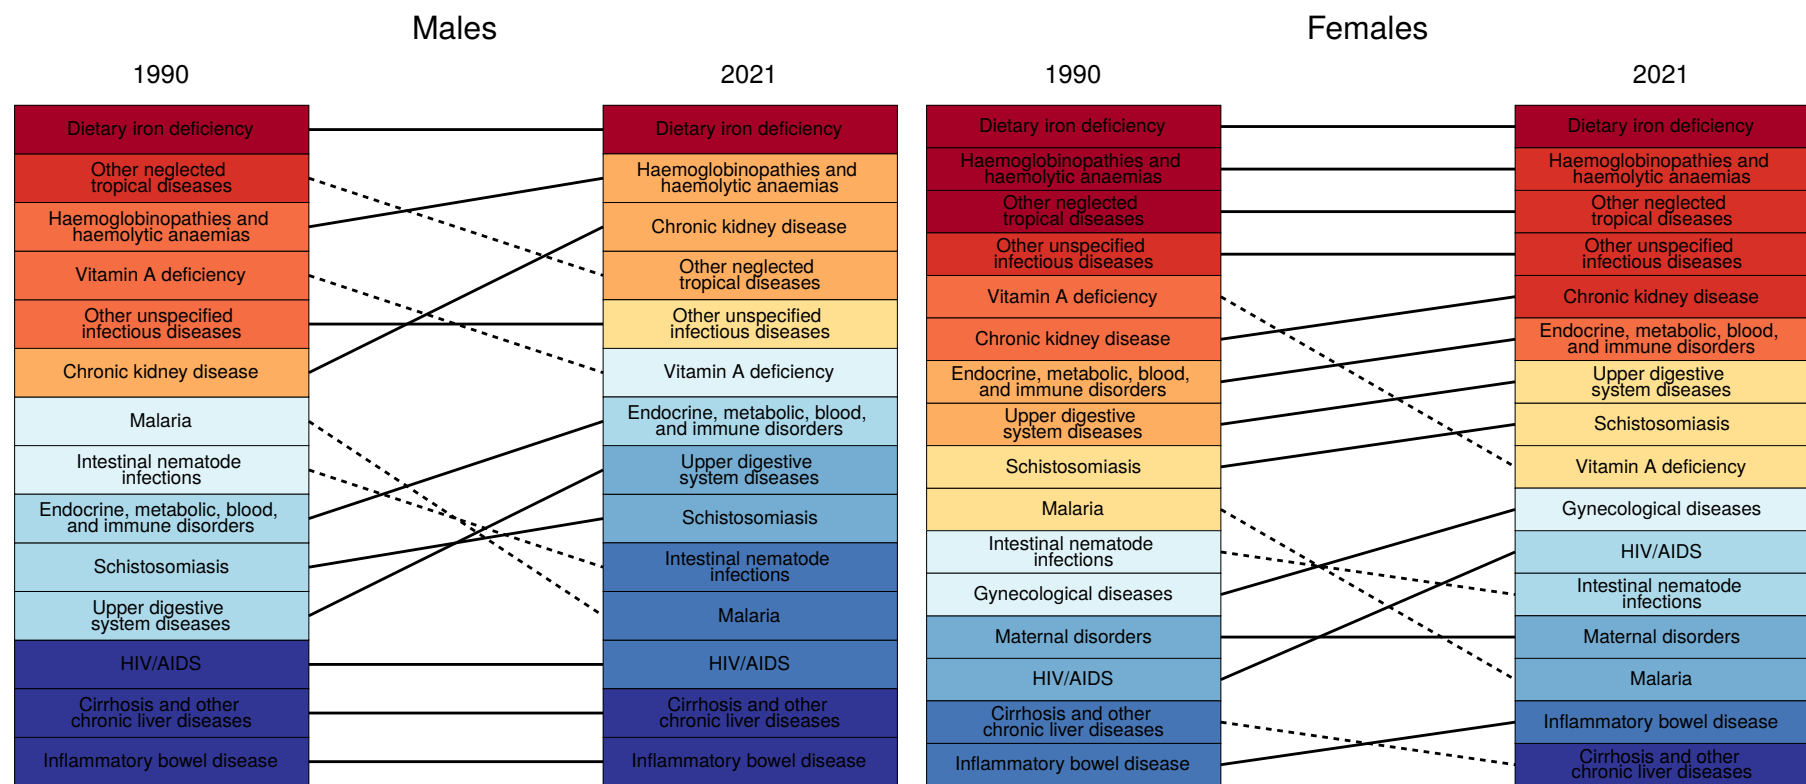 Males
1990
2021
Dietary iron deficiency
Other neglected
tropical diseases
Haemoglobinopathies and
haemolytic anaemias
Vitamin A deficiency
Other unspecified
infectious diseases
Chronic kidney disease
Malaria
Intestinal nematode
infections
Endocrine, metabolic, blood,
and immune disorders
Schistosomiasis
Upper digestive
system diseases
HIV/AIDS
Cirrhosis and other
chronic liver diseases
Inflammatory bowel disease
Dietary iron deficiency
Haemoglobinopathies and
haemolytic anaemias
Chronic kidney disease
Other neglected
tropical diseases
Other unspecified
infectious diseases
Vitamin A deficiency
Endocrine, metabolic, blood,
and immune disorders
Upper digestive
system diseases
Schistosomiasis
Intestinal nematode
infections
Malaria
HIV/AIDS
Cirrhosis and other
chronic liver diseases
Inflammatory bowel disease
Females
1990
2021
Dietary iron deficiency
Haemoglobinopathies and
haemolytic anaemias
Other neglected
tropical diseases
Other unspecified
infectious diseases
Vitamin A deficiency
Chronic kidney disease
Endocrine, metabolic, blood,
and immune disorders
Upper digestive
system diseases
Schistosomiasis
Malaria
Intestinal nematode
infections
Gynecological diseases
Maternal disorders
HIV/AIDS
Cirrhosis and other
chronic liver diseases
Inflammatory bowel disease
Dietary iron deficiency
Haemoglobinopathies and
haemolytic anaemias
Other neglected
tropical diseases
Other unspecified
infectious diseases
Chronic kidney disease
Endocrine, metabolic, blood,
and immune disorders
Upper digestive
system diseases
Schistosomiasis
Vitamin A deficiency
Gynecological diseases
HIV/AIDS
Intestinal nematode
infections
Maternal disorders
Malaria
Inflammatory bowel disease
Cirrhosis and other
chronic liver diseases